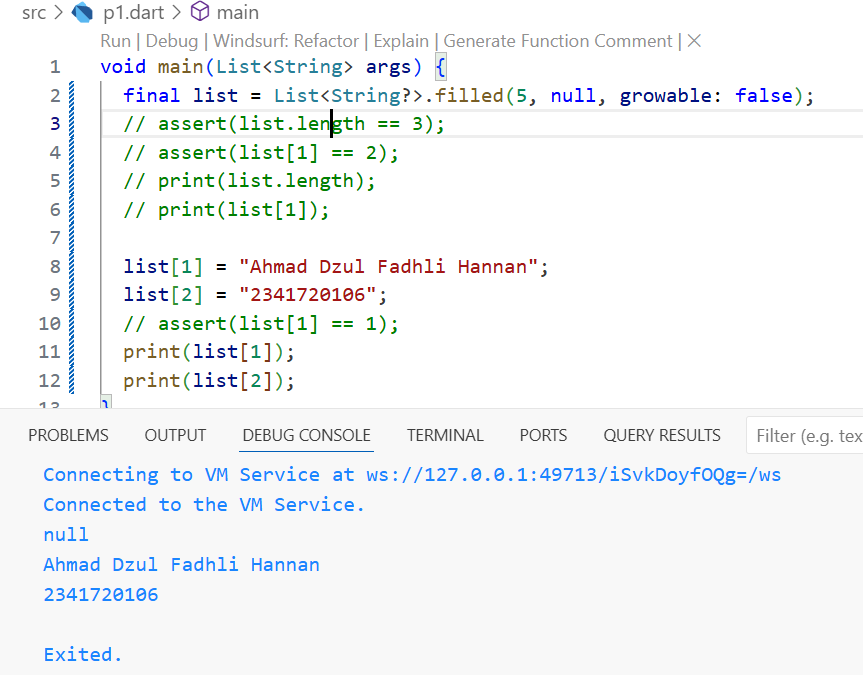 src > p1.dart > main
Run | Debug | Windsurf: Refactor | Explain | Generate Function Comment | ×
1 void main(List<String> args) {
2 final list = List<String?>.filled(5, null, growable: false);
3 // assert(list.length == 3);
4 // assert(list[1] == 2);
5 // print(list.length);
6 // print(list[1]);
7
8 list[1] = "Ahmad Dzul Fadhli Hannan";
9 list[2] = "2341720106";
10 // assert(list[1] == 1);
11 print(list[1]);
12 print(list[2]);
13 }
PROBLEMS OUTPUT DEBUG CONSOLE TERMINAL PORTS QUERY RESULTS Filter (e.g. tex
Connecting to VM Service at ws://127.0.0.1:49713/iSvkDoyfOQg=/ws
Connected to the VM Service.
null
Ahmad Dzul Fadhli Hannan
2341720106
Exited.